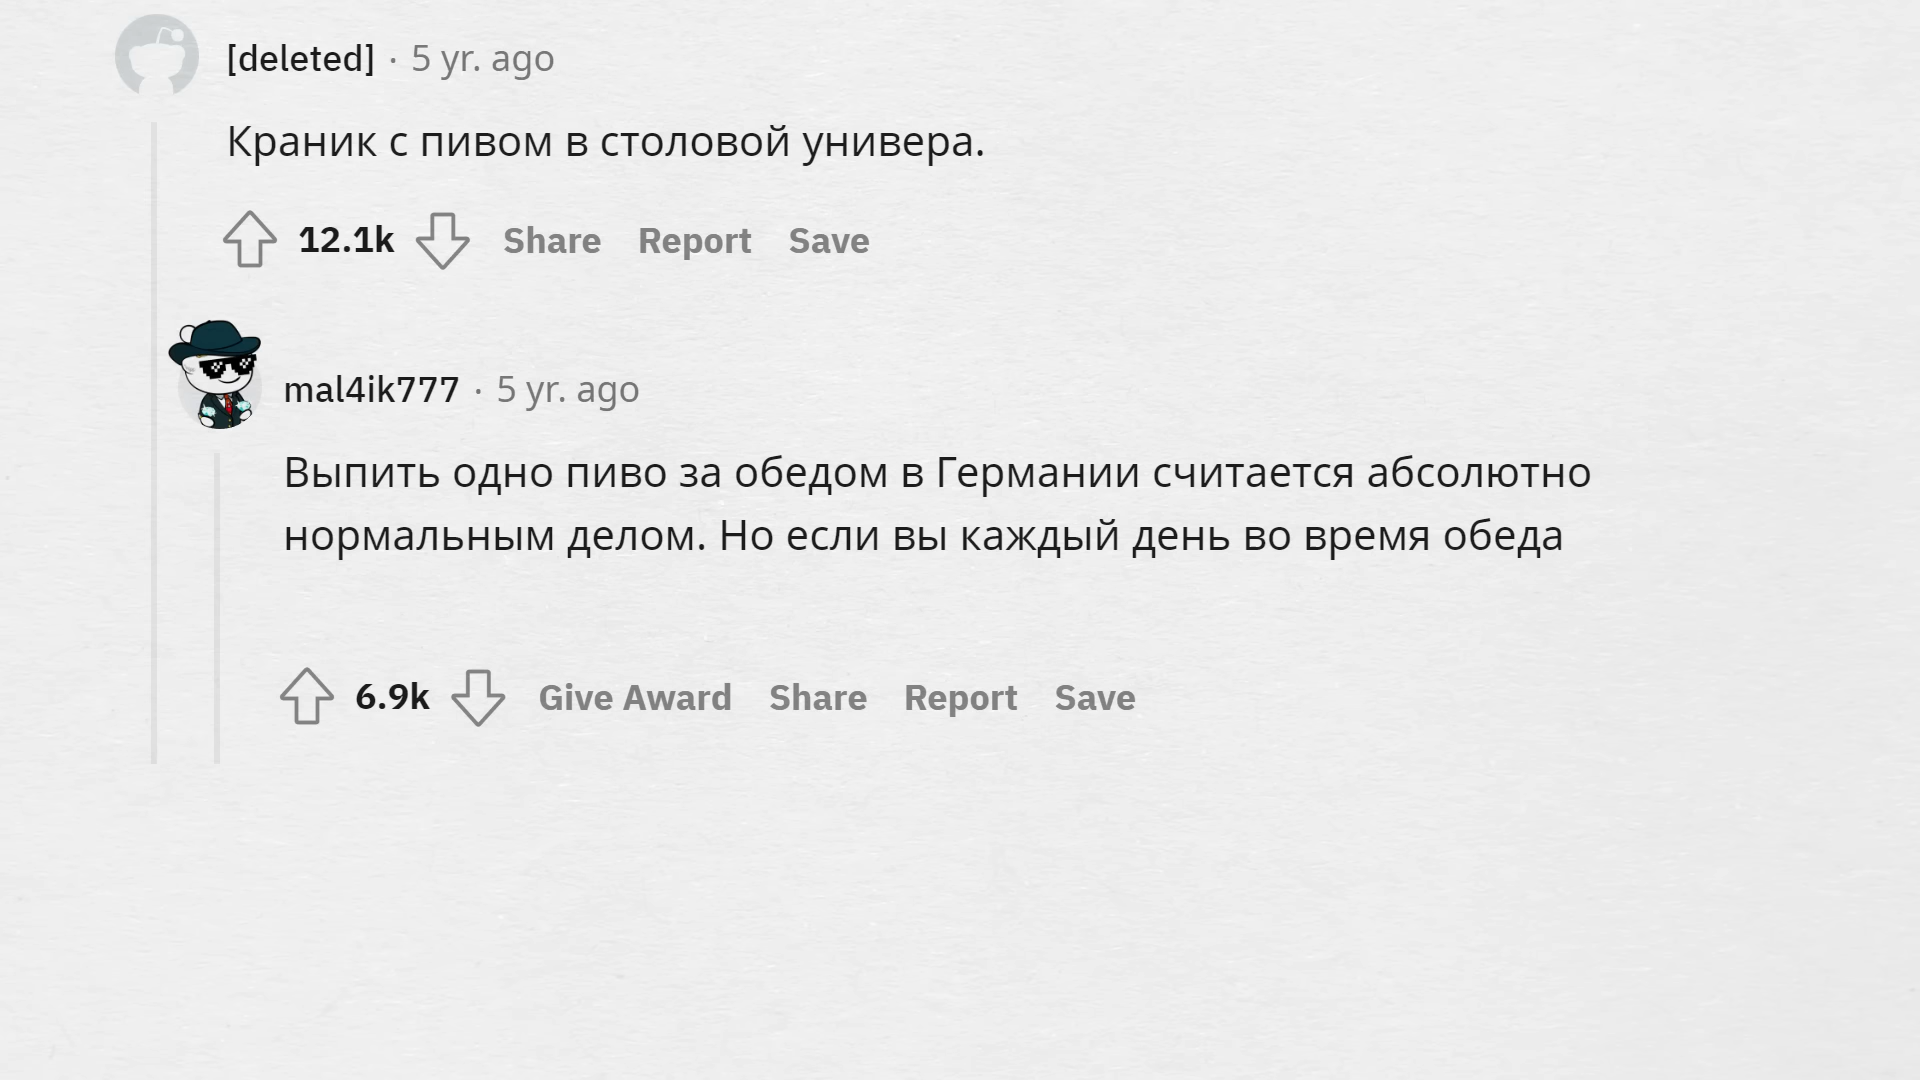 [deleted] · 5 yr. ago
Краник с пивом в столовой универа.
12.1k Share Report Save
mal4ik777 · 5 yr. ago
Выпить одно пиво за обедом в Германии считается абсолютно
нормальным делом. Но если вы каждый день во время обеда
6.9k Give Award Share Report Save